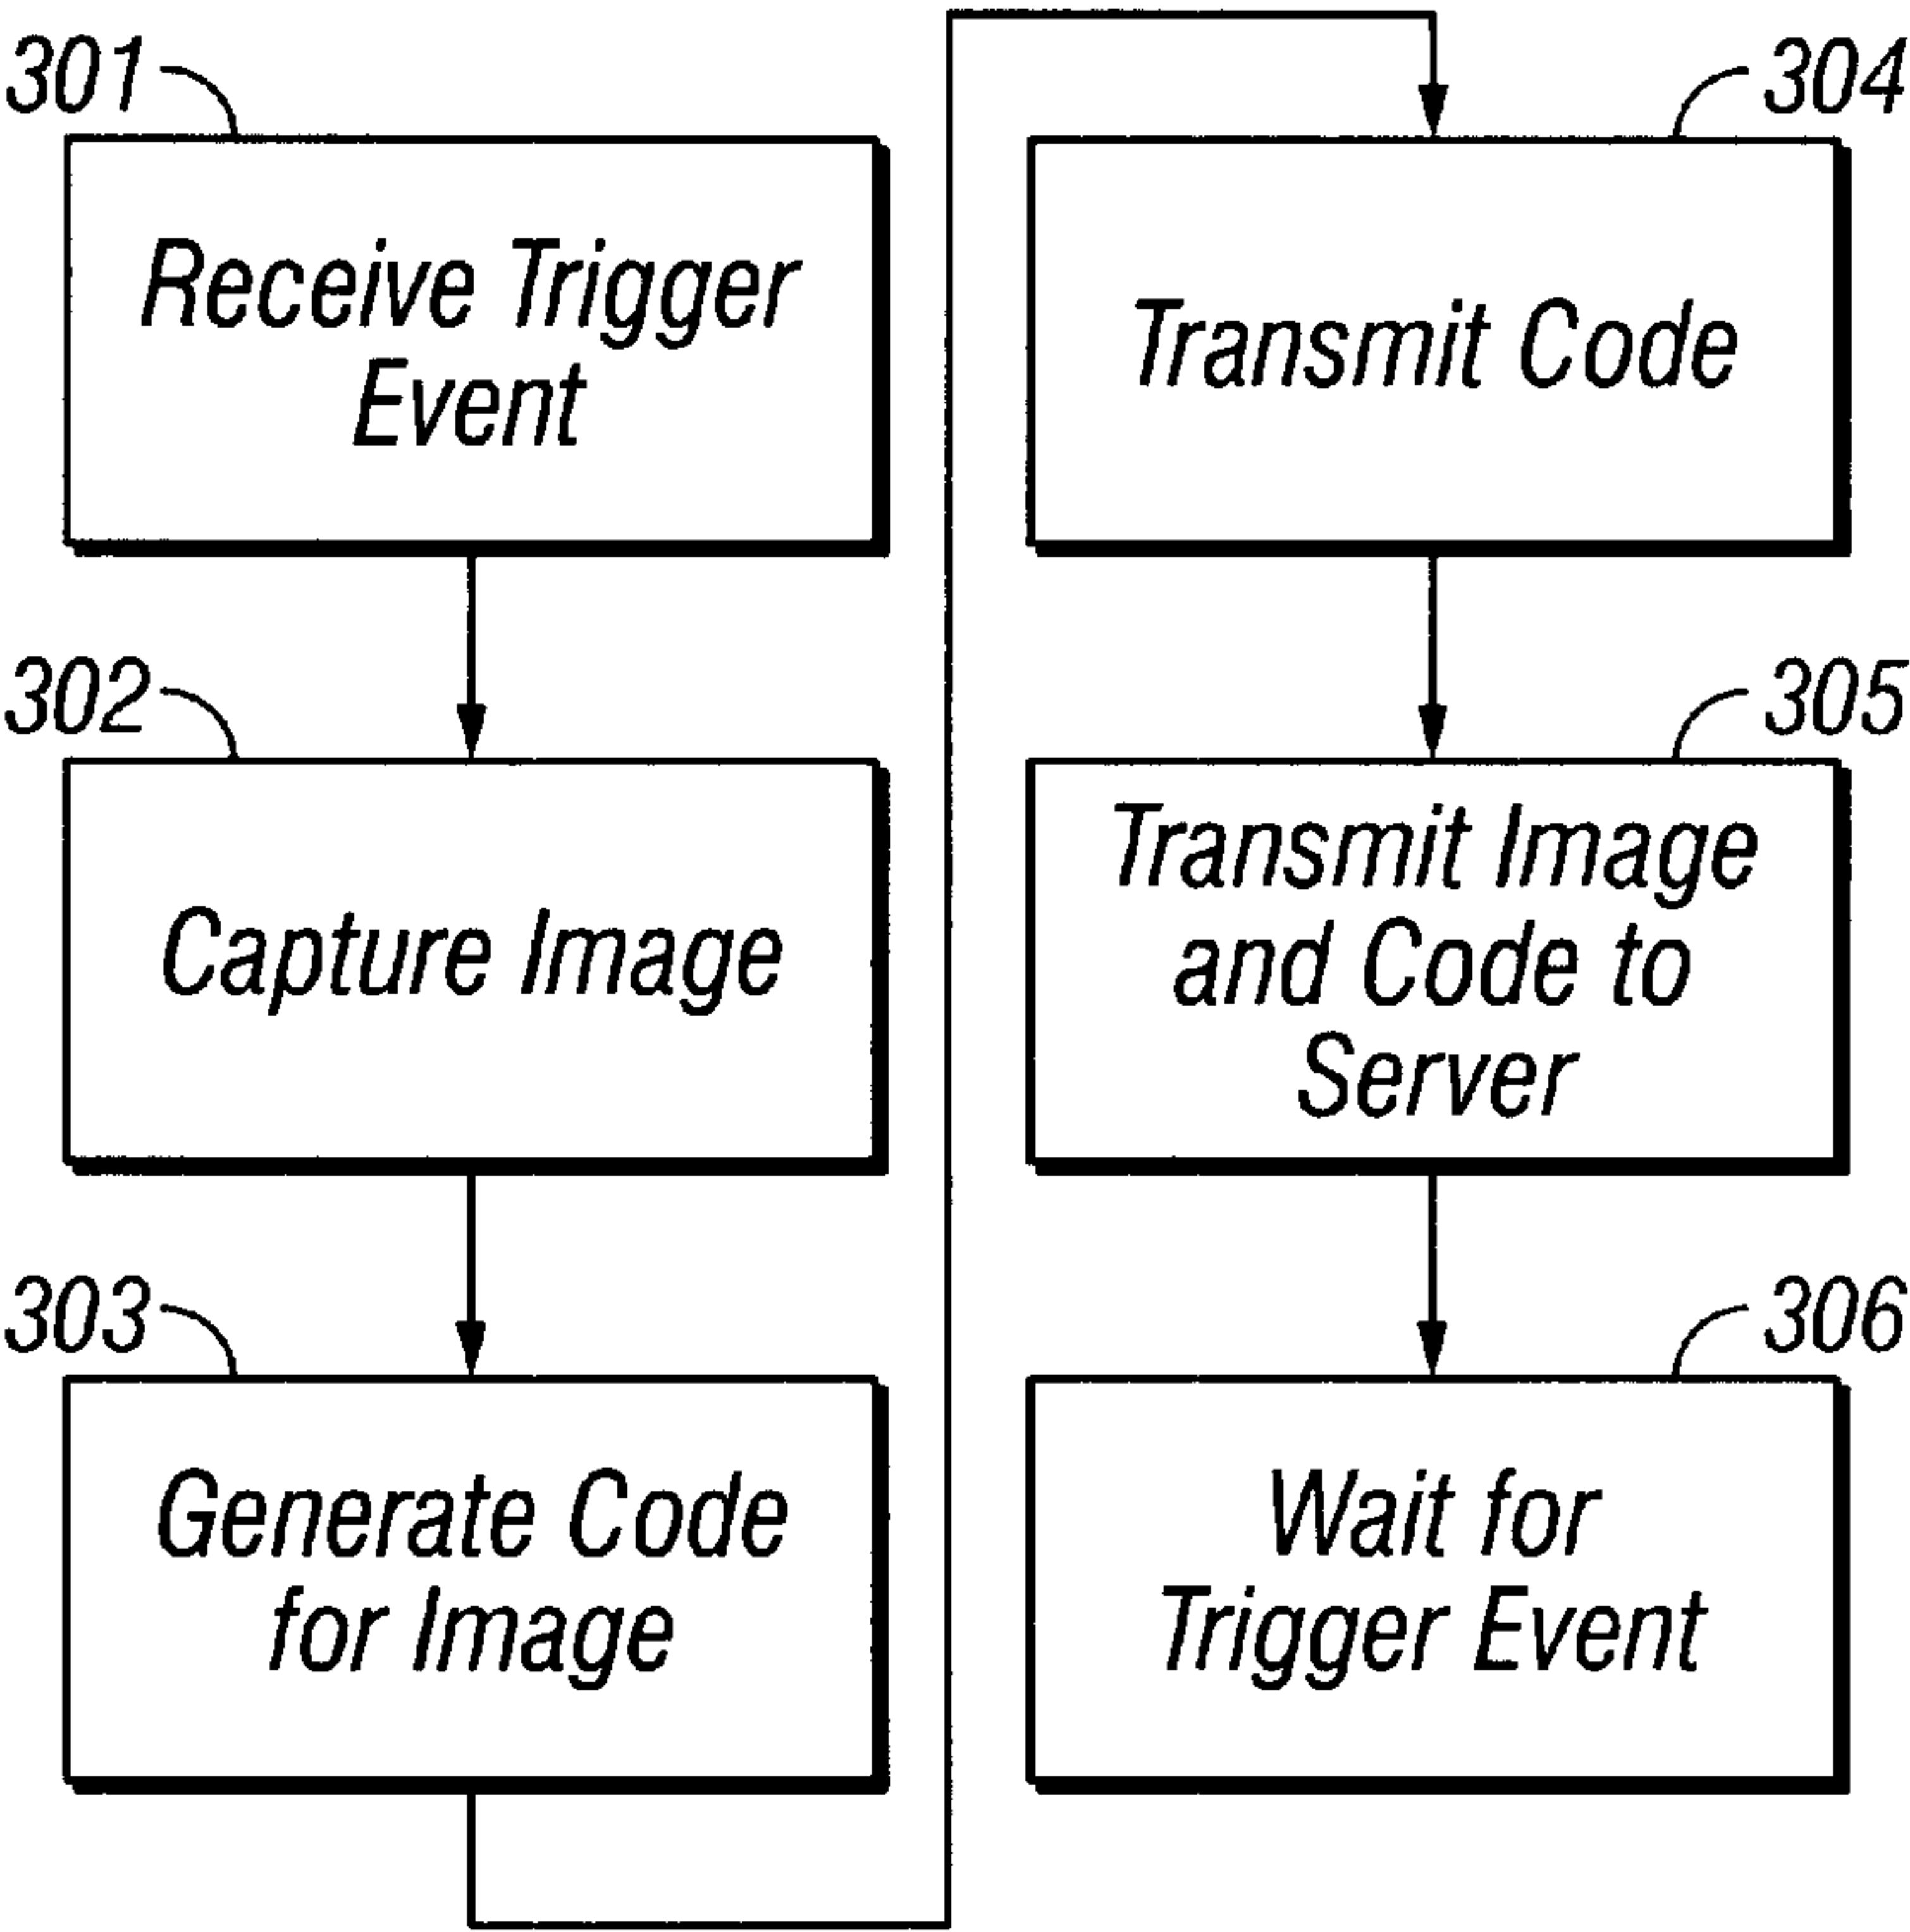 301
Receive Trigger
Event
302
Capture Image
303
Generate Code
for Image
304
Transmit Code
305
Transmit Image
and Code to
Server
306
Wait for
Trigger Event